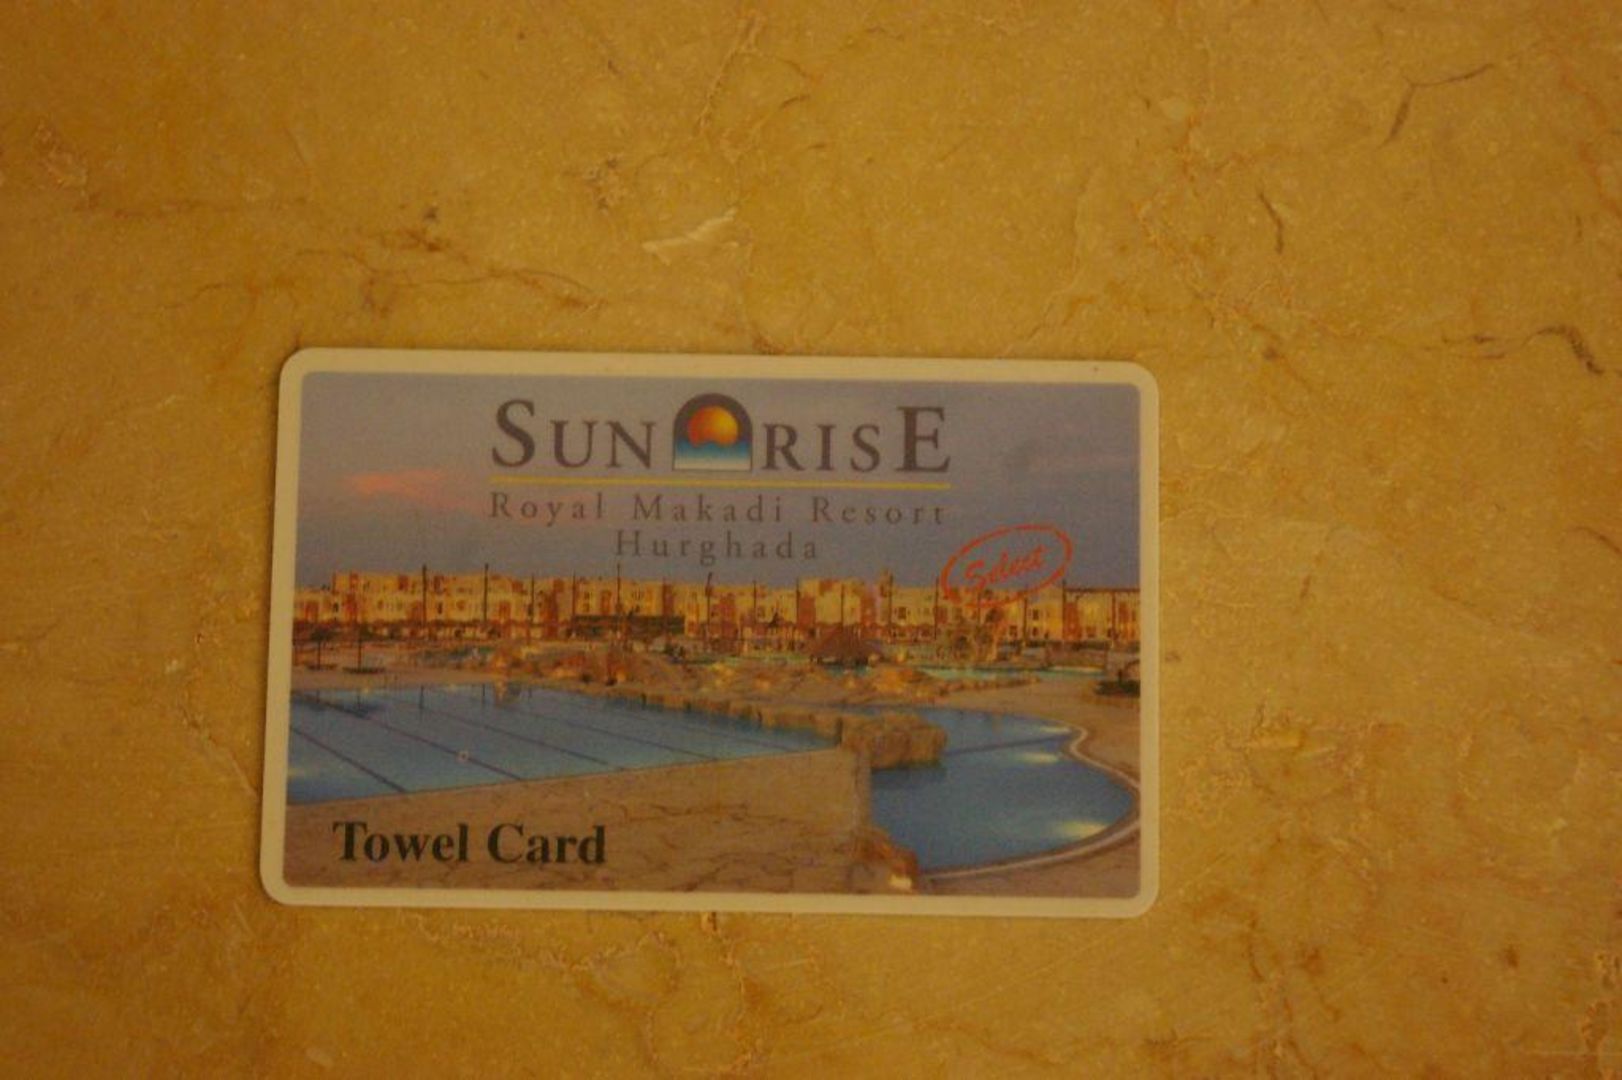 SUNRISE
Royal Makadi Resort
Hurghada
Select
Towel Card